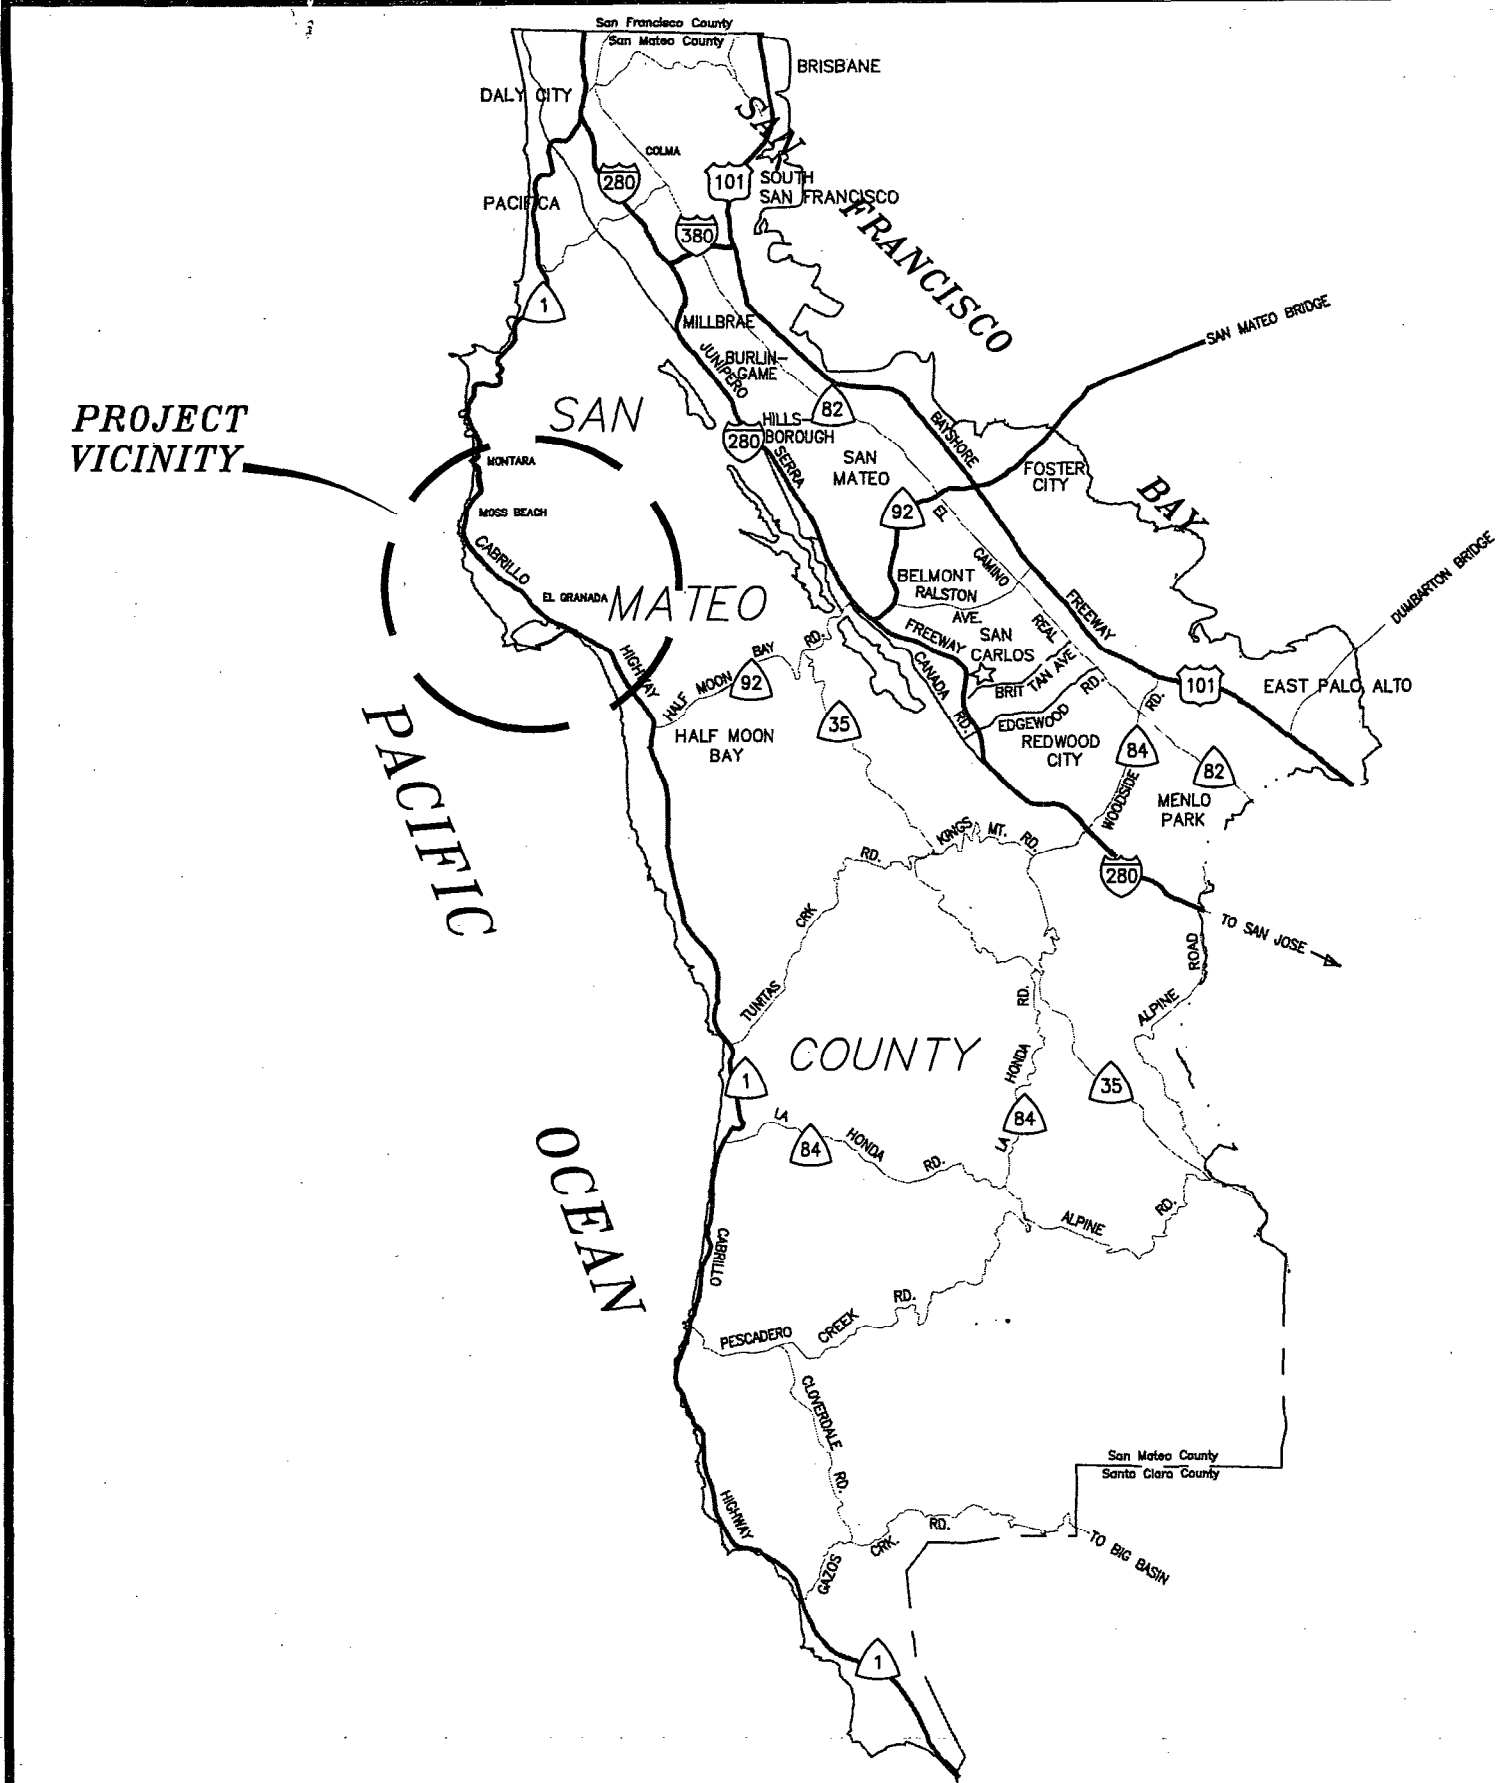 San Francisco County
San Mateo County
BRISBANE
DALY CITY
SAN
COLMA
280
101
SOUTH
SAN FRANCISCO
PACIFICA
FRANCISCO
380
1
SAN MATEO BRIDGE
MILLBRAE
JUNIPERO
BURLIN-
GAME
PROJECT
VICINITY
SAN
82
HILLS-
BOROUGH
280
BAYSHORE
SERRA
MONTARA
SAN
MATEO
FOSTER
CITY
BAY
MOSS BEACH
92
EL
CABRILLO
CAMINO
DUMBARTON BRIDGE
EL GRANADA
MATEO
BELMONT
RALSTON
AVE.
FREEWAY
REAL
FREEWAY
SAN
CARLOS
HIGHWAY
HALF MOON
BAY
RD.
92
CANADA
RD.
BRITTAN AVE
101
EAST PALO ALTO
EDGEWOOD
RD.
RD.
35
HALF MOON
BAY
REDWOOD
CITY
84
82
WOODSIDE
MENLO
PARK
PACIFIC
KINGS
MT.
RD.
RD.
280
CRK
TO SAN JOSE
ROAD
TUNITAS
RD.
ALPINE
COUNTY
HONDA
1
35
LA
84
84
HONDA
RD.
LA
OCEAN
ALPINE
RD.
CABRILLO
PESCADERO
CREEK
RD.
CLOVERDALE
RD.
San Mateo County
Santa Clara County
HIGHWAY
GAZOS
CRK.
RD.
TO BIG BASIN
1